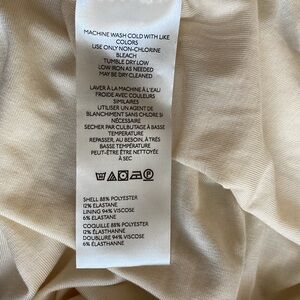 MACHINE WASH COLD WITH LIKE
COLORS
USE ONLY NON-CHLORINE
BLEACH
TUMBLE DRY LOW
LOW IRON AS NEEDED
MAY BE DRY CLEANED
LAVER À LA MACHINE À L'EAU
FROIDE AVEC COULEURS
SIMILAIRES
UTILISER UN AGENT DE
BLANCHIMENT SANS CHLORE SI
NÉCESSAIRE
SECHER PAR CULBUTAGE À BASSE
TEMPÉRATURE
REPASSER, AU BESOIN, À TRÈS
BASSE TEMPÉRATURE
PEUT-ÊTRE ÊTRE NETTOYÉE
À SEC
SHELL 88% POLYESTER
12% ELASTANE
LINING 94% VISCOSE
6% ELASTANE
COQUILLE 88% POLYESTER
12% ÉLASTHANNE
DOUBLURE 94% VISCOSE
6% ÉLASTHANNE